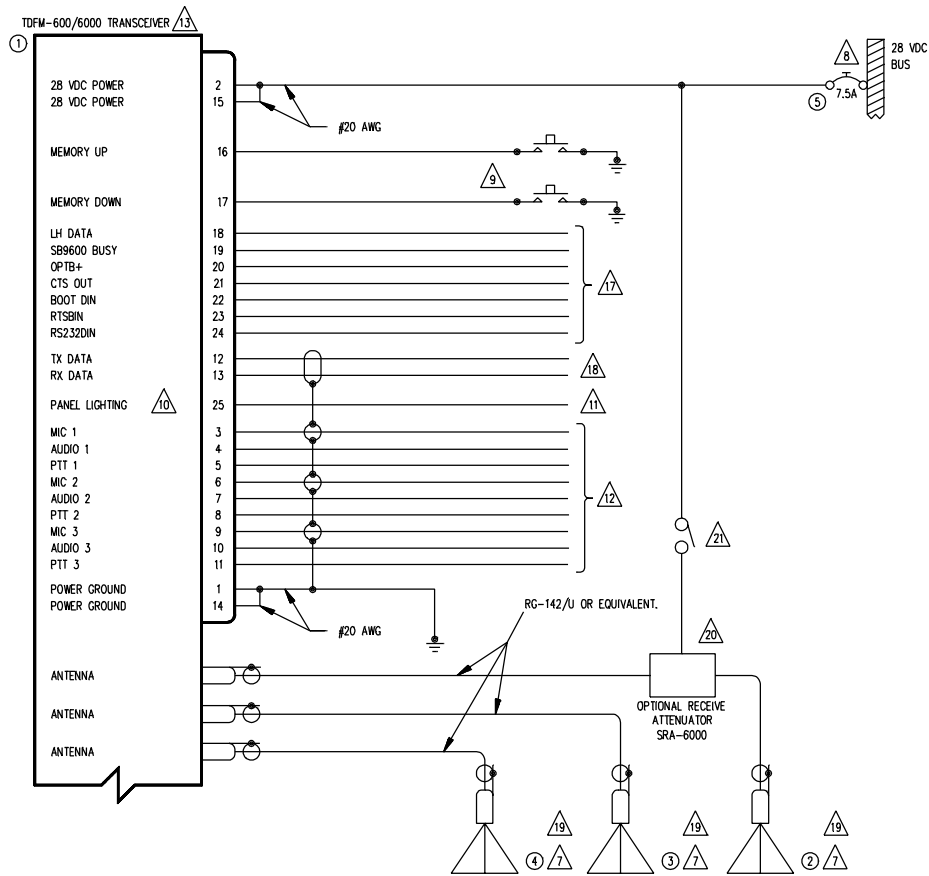 TDFM-600/6000 TRANSCEIVER 13
1
28 VDC POWER 2
28 VDC POWER 15
#20 AWG
8
28 VDC
BUS
5 7.5A
MEMORY UP 16
9
MEMORY DOWN 17
LH DATA 18
SB9600 BUSY 19
OPTB+ 20
CTS OUT 21
BOOT DIN 22
RTSBIN 23
RS232DIN 24
17
TX DATA 12
RX DATA 13
18
PANEL LIGHTING 10 25 11
MIC 1 3
AUDIO 1 4
PTT 1 5
MIC 2 6
AUDIO 2 7
PTT 2 8
MIC 3 9
AUDIO 3 10
PTT 3 11
12
21
POWER GROUND 1
POWER GROUND 14
#20 AWG
RG-142/U OR EQUIVALENT.
20
ANTENNA
ANTENNA
ANTENNA
OPTIONAL RECEIVE
ATTENUATOR
SRA-6000
19 19 19
4 7 3 7 2 7